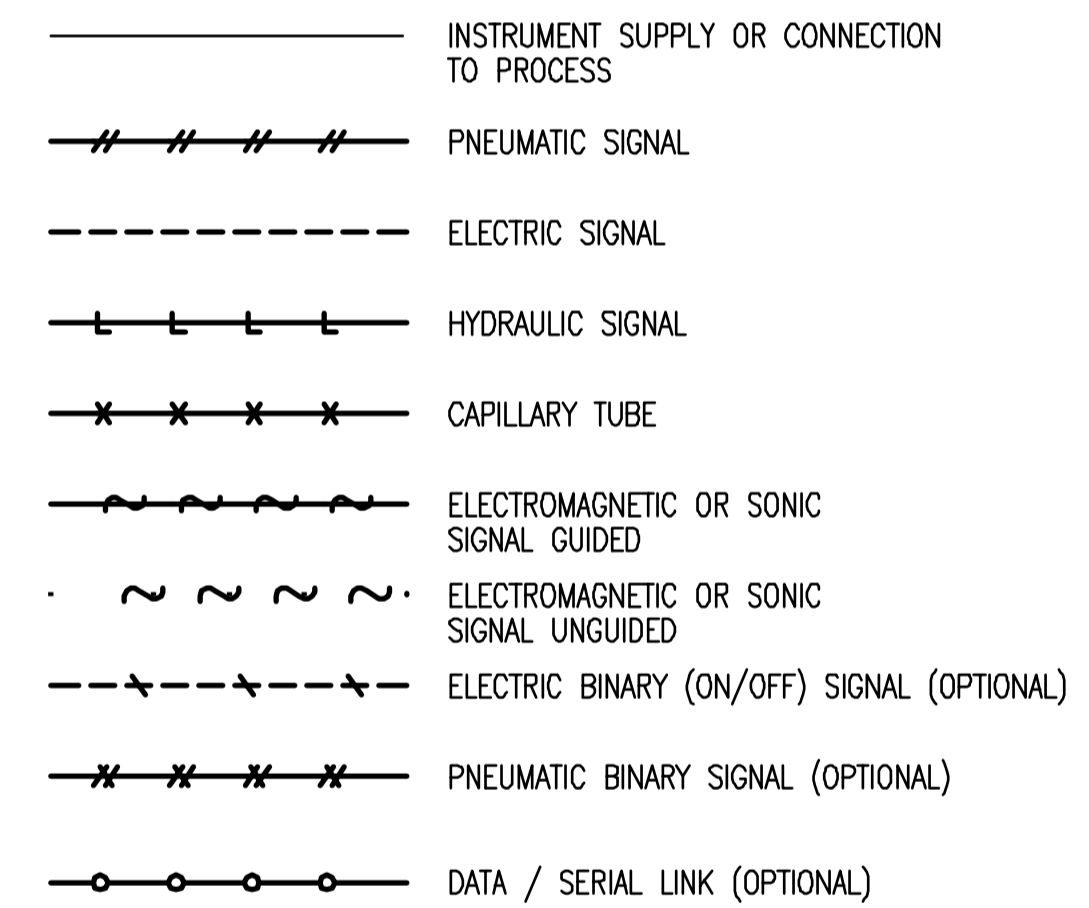 INSTRUMENT SUPPLY OR CONNECTION
TO PROCESS
PNEUMATIC SIGNAL
ELECTRIC SIGNAL
HYDRAULIC SIGNAL
CAPILLARY TUBE
ELECTROMAGNETIC OR SONIC
SIGNAL GUIDED
ELECTROMAGNETIC OR SONIC
SIGNAL UNGUIDED
ELECTRIC BINARY (ON/OFF) SIGNAL (OPTIONAL)
PNEUMATIC BINARY SIGNAL (OPTIONAL)
DATA / SERIAL LINK (OPTIONAL)